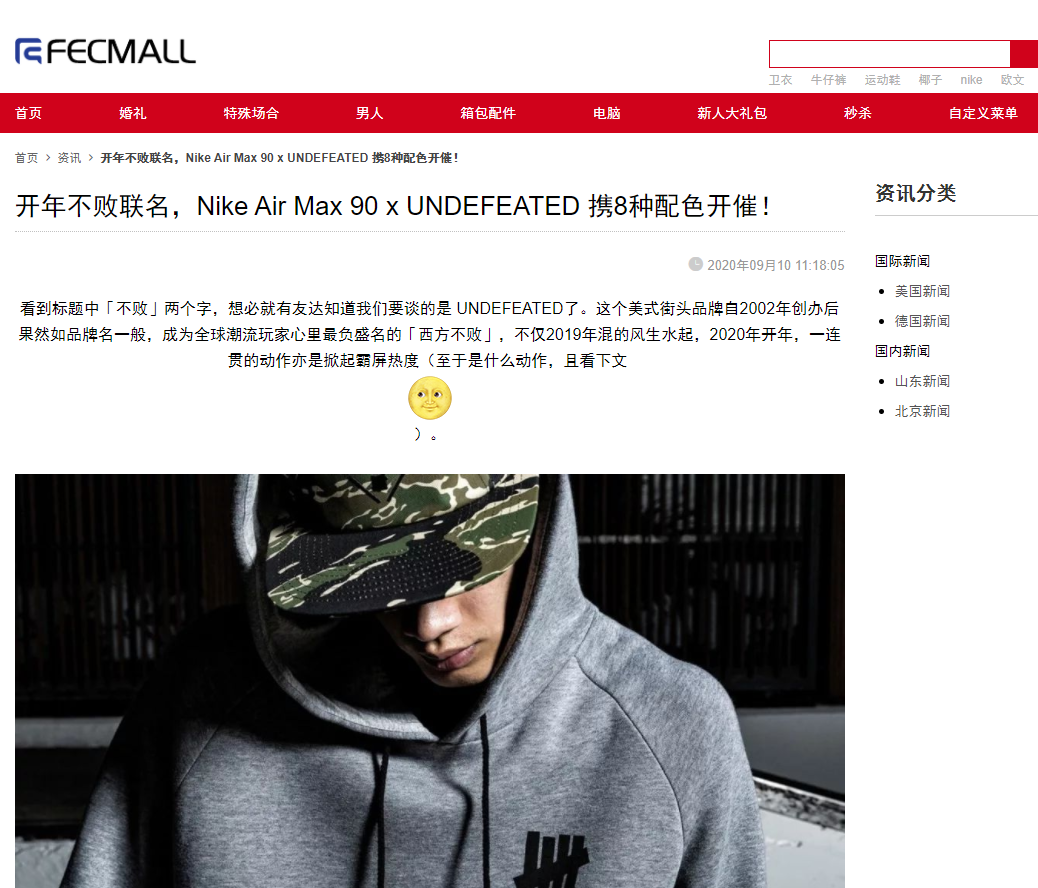 FECMALL
卫衣 牛仔裤 运动鞋 椰子 nike 欧文
首页 婚礼 特殊场合 男人 箱包配件 电脑 新人大礼包 秒杀 自定义菜单
首页 > 资讯 > 开年不败联名，Nike Air Max 90 x UNDEFEATED 携8种配色开催！
开年不败联名，Nike Air Max 90 x UNDEFEATED 携8种配色开催！
2020年09月10 11:18:05
看到标题中「不败」两个字，想必就有友达知道我们要谈的是 UNDEFEATED了。这个美式街头品牌自2002年创办后
果然如品牌名一般，成为全球潮流玩家心里最负盛名的「西方不败」，不仅2019年混的风生水起，2020年开年，一连
贯的动作亦是掀起霸屏热度（至于是什么动作，且看下文
）。
资讯分类
国际新闻
美国新闻
德国新闻
国内新闻
山东新闻
北京新闻